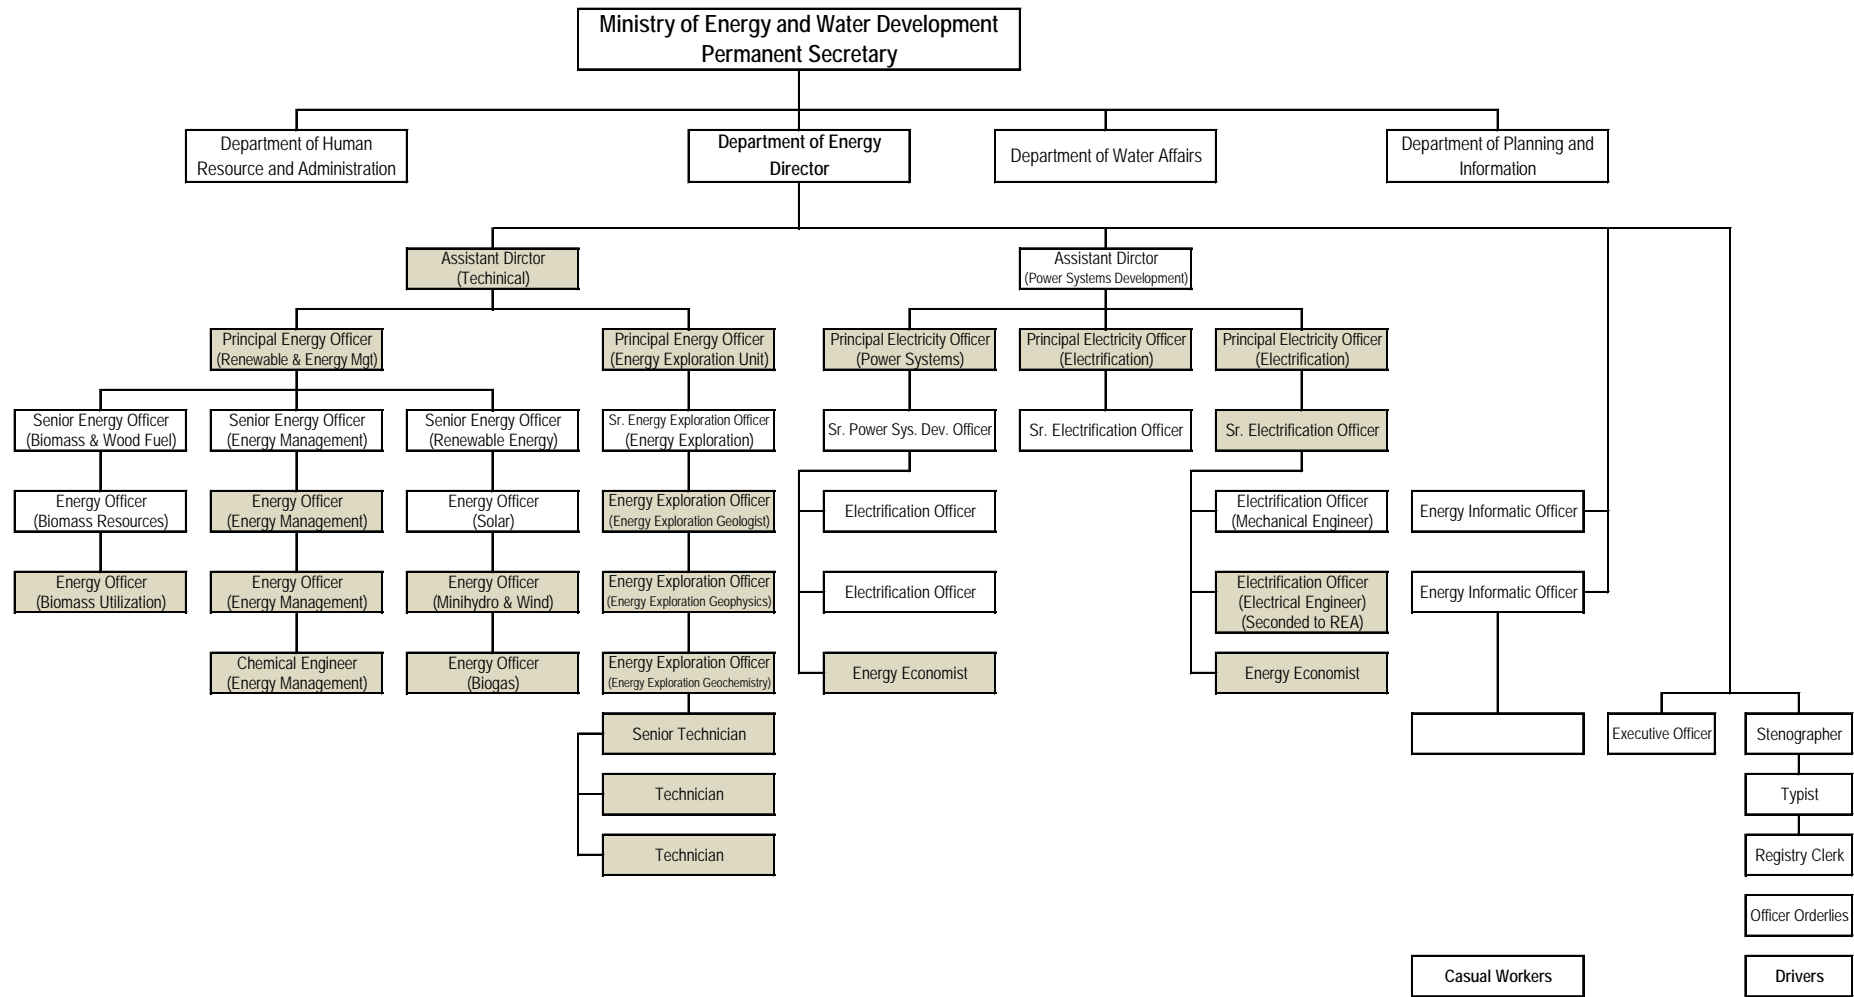 Ministry of Energy and Water Development
Permanent Secretary
Department of Human
Resource and Administration
Department of Energy
Director
Department of Water Affairs
Department of Planning and
Information
Assistant Dirctor
(Techinical)
Assistant Dirctor
(Power Systems Development)
Principal Energy Officer
(Renewable & Energy Mgt)
Principal Energy Officer
(Energy Exploration Unit)
Principal Electricity Officer
(Power Systems)
Principal Electricity Officer
(Electrification)
Principal Electricity Officer
(Electrification)
Senior Energy Officer
(Biomass & Wood Fuel)
Senior Energy Officer
(Energy Management)
Senior Energy Officer
(Renewable Energy)
Sr. Energy Exploration Officer
(Energy Exploration)
Sr. Power Sys. Dev. Officer
Sr. Electrification Officer
Sr. Electrification Officer
Energy Officer
(Biomass Resources)
Energy Officer
(Energy Management)
Energy Officer
(Solar)
Energy Exploration Officer
(Energy Exploration Geologist)
Electrification Officer
Electrification Officer
(Mechanical Engineer)
Energy Informatic Officer
Energy Officer
(Biomass Utilization)
Energy Officer
(Energy Management)
Energy Officer
(Minihydro & Wind)
Energy Exploration Officer
(Energy Exploration Geophysics)
Electrification Officer
Electrification Officer
(Electrical Engineer)
(Seconded to REA)
Energy Informatic Officer
Chemical Engineer
(Energy Management)
Energy Officer
(Biogas)
Energy Exploration Officer
(Energy Exploration Geochemistry)
Energy Economist
Energy Economist
Senior Technician
Executive Officer
Stenographer
Technician
Typist
Technician
Registry Clerk
Officer Orderlies
Casual Workers
Drivers